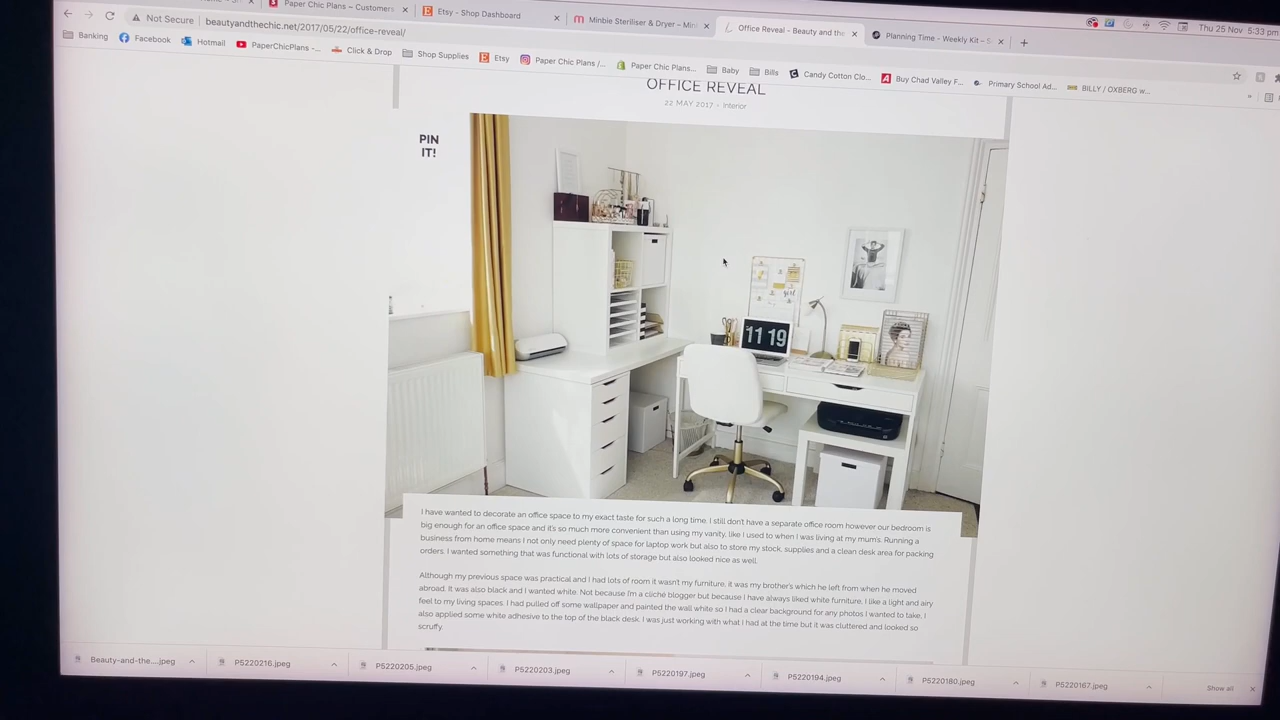 Paper Chic Plans ~ Customers ×
Etsy - Shop Dashboard ×
Minbie Steriliser & Dryer – Min ×
Office Reveal - Beauty and the ×
Planning Time - Weekly Kit – ×
Thu 25 Nov 5:33 pm
Not Secure | beautyandthechic.net/2017/05/22/office-reveal/
Banking Facebook Hotmail PaperChicPlans -... Click & Drop Shop Supplies Etsy Paper Chic Plans /... Paper Chic Plans... Baby Bills Candy Cotton Clo... Buy Chad Valley F... Primary School Ad... BILLY / OXBERG w...
OFFICE REVEAL
22 MAY 2017 - Interior
PIN
IT!
girl
11 19
I have wanted to decorate an office space to my exact taste for such a long time. I still don't have a separate office room however our bedroom is
big enough for an office space and it's so much more convenient than using my vanity, like I used to when I was living at my mum's. Running a
business from home means I not only need plenty of space for laptop work but also to store my stock, supplies and a clean desk area for packing
orders. I wanted something that was functional with lots of storage but also looked nice as well.
Although my previous space was practical and I had lots of room it wasn't my furniture, it was my brother's which he left from when he moved
abroad. It was also black and I wanted white. Not because I'm a cliché blogger but because I have always liked white furniture, I like a light and airy
feel to my living spaces. I had pulled off some wallpaper and painted the wall white so I had a clear background for any photos I wanted to take, I
also applied some white adhesive to the top of the black desk. I was just working with what I had at the time but it was cluttered and looked so
scruffy.
Beauty-and-the....jpeg P5220216.jpeg P5220205.jpeg P5220203.jpeg P5220197.jpeg P5220194.jpeg P5220180.jpeg P5220167.jpeg Show all ×